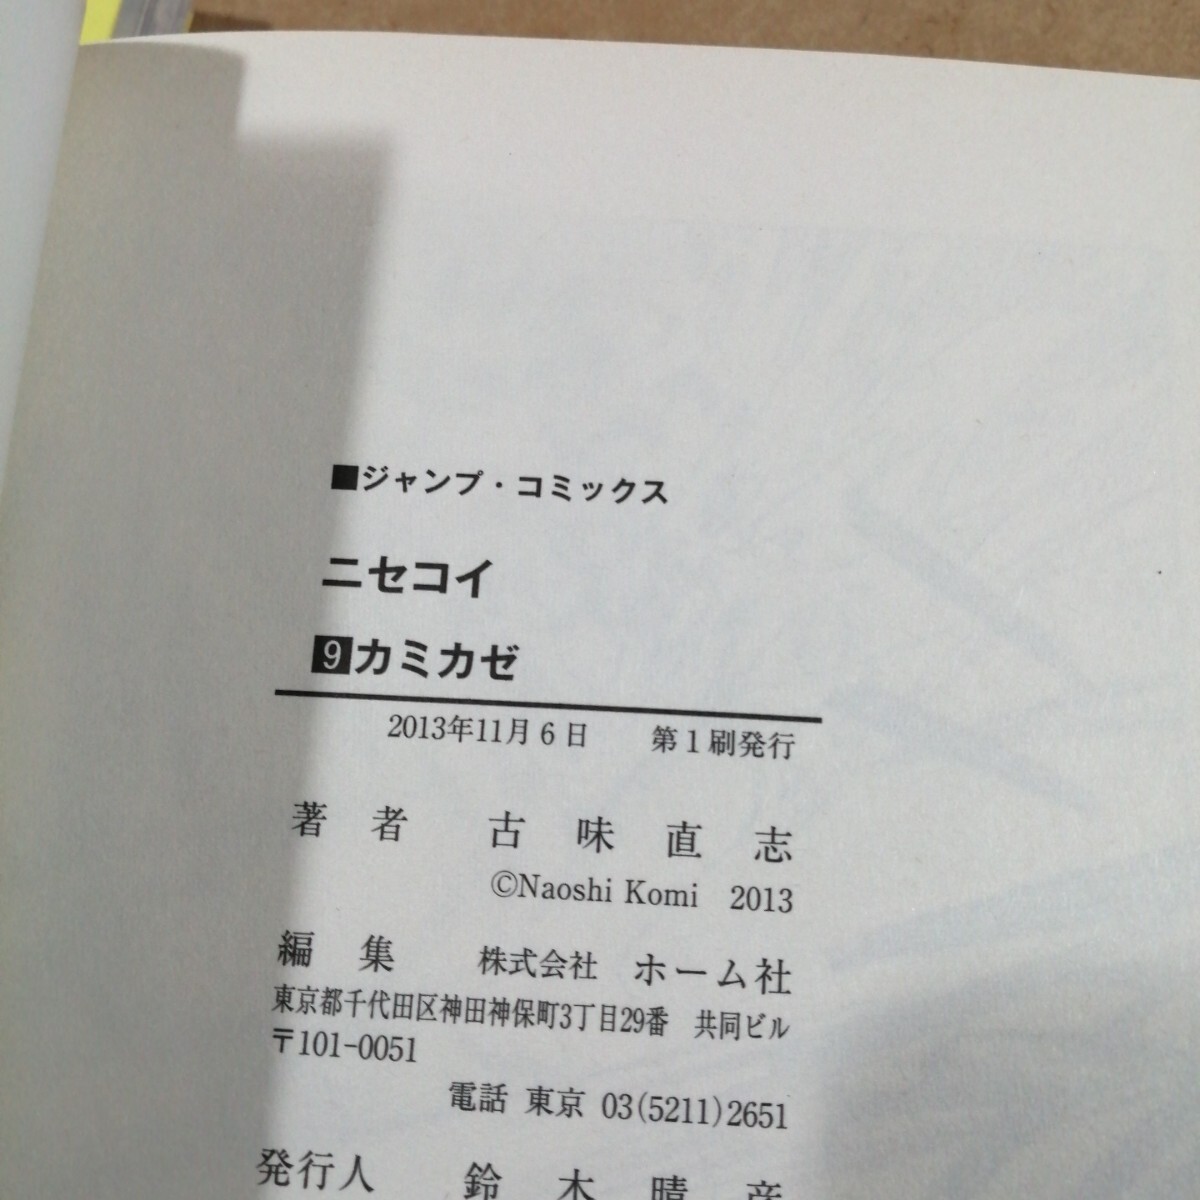 ■ジャンプ・コミックス
ニセコイ
9カミカゼ
2013年11月6日 第1刷発行
著者 古味直志
©Naoshi Komi 2013
編集 株式会社 ホーム社
東京都千代田区神田神保町3丁目29番 共同ビル
〒101-0051
電話 東京 03(5211)2651
発行人 鈴木晴彦